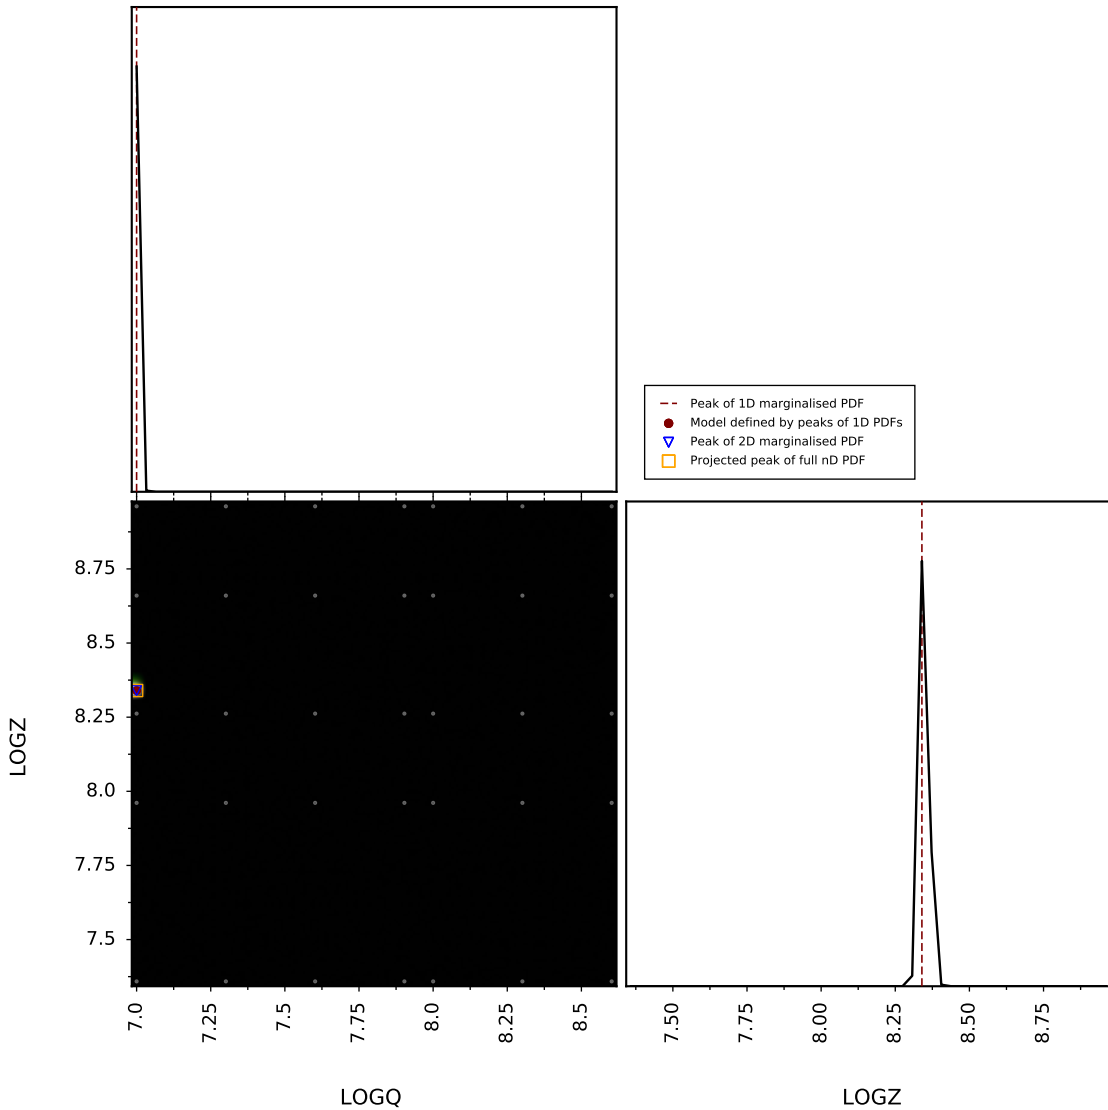 Peak of 1D marginalised PDF
Model defined by peaks of 1D PDFs
Peak of 2D marginalised PDF
Projected peak of full nD PDF
8.75
8.5
8.25
8.0
7.75
7.5
LOGZ
7.0 7.25 7.5 7.75 8.0 8.25 8.5
7.50 7.75 8.00 8.25 8.50 8.75
LOGQ
LOGZ